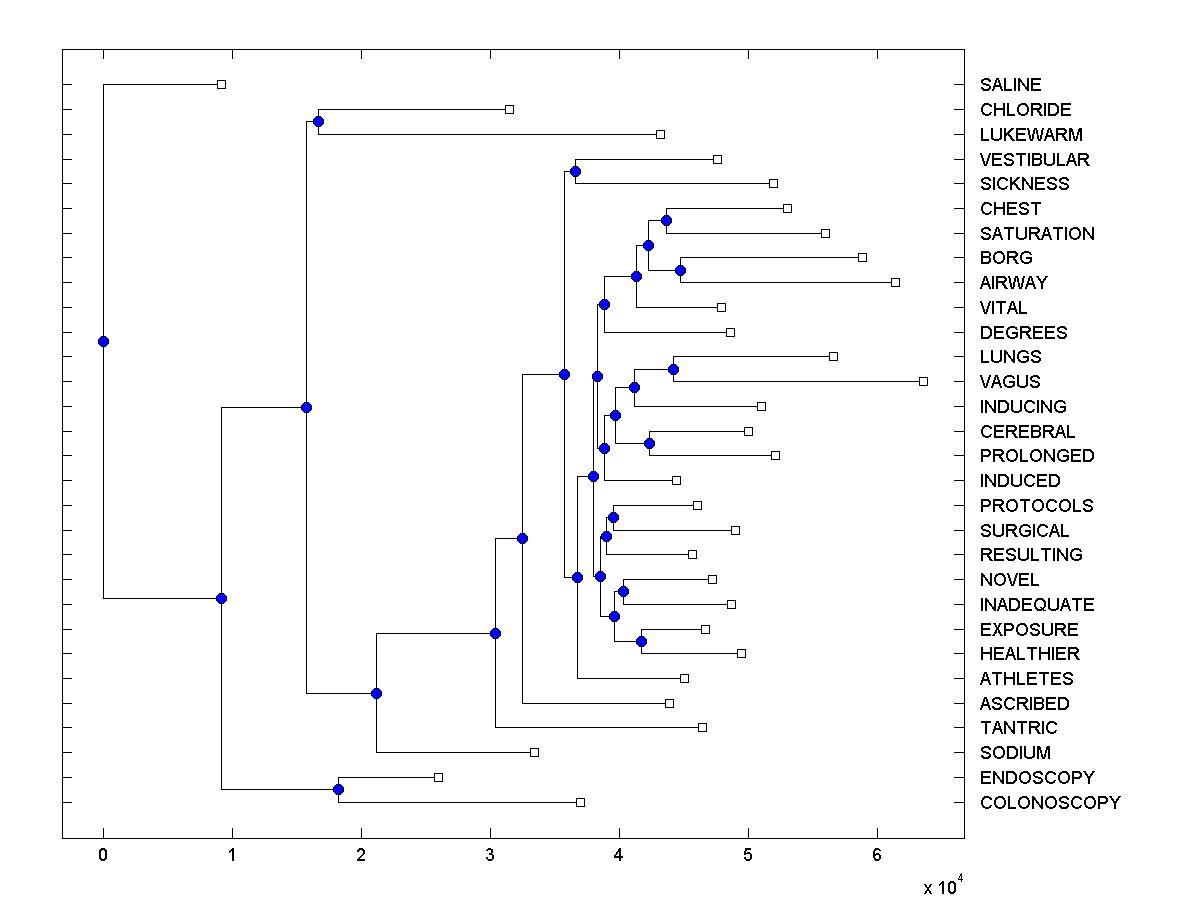 SALINE
CHLORIDE
LUKEWARM
VESTIBULAR
SICKNESS
CHEST
SATURATION
BORG
AIRWAY
VITAL
DEGREES
LUNGS
VAGUS
INDUCING
CEREBRAL
PROLONGED
INDUCED
PROTOCOLS
SURGICAL
RESULTING
NOVEL
INADEQUATE
EXPOSURE
HEALTHIER
ATHLETES
ASCRIBED
TANTRIC
SODIUM
ENDOSCOPY
COLONOSCOPY
0 1 2 3 4 5 6
x 10^4